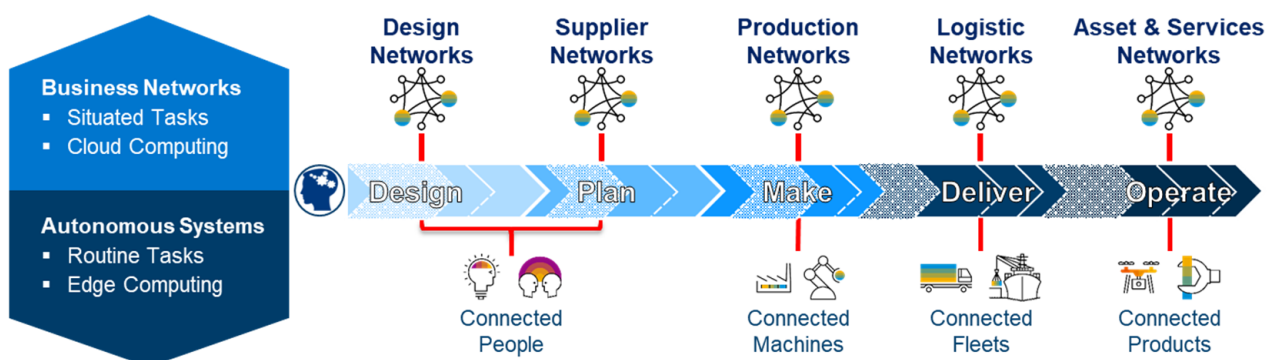 Business Networks
▪ Situated Tasks
▪ Cloud Computing
Autonomous Systems
▪ Routine Tasks
▪ Edge Computing
Design
Networks
Supplier
Networks
Production
Networks
Logistic
Networks
Asset & Services
Networks
Design
Plan
Make
Deliver
Operate
Connected
People
Connected
Machines
Connected
Fleets
Connected
Products